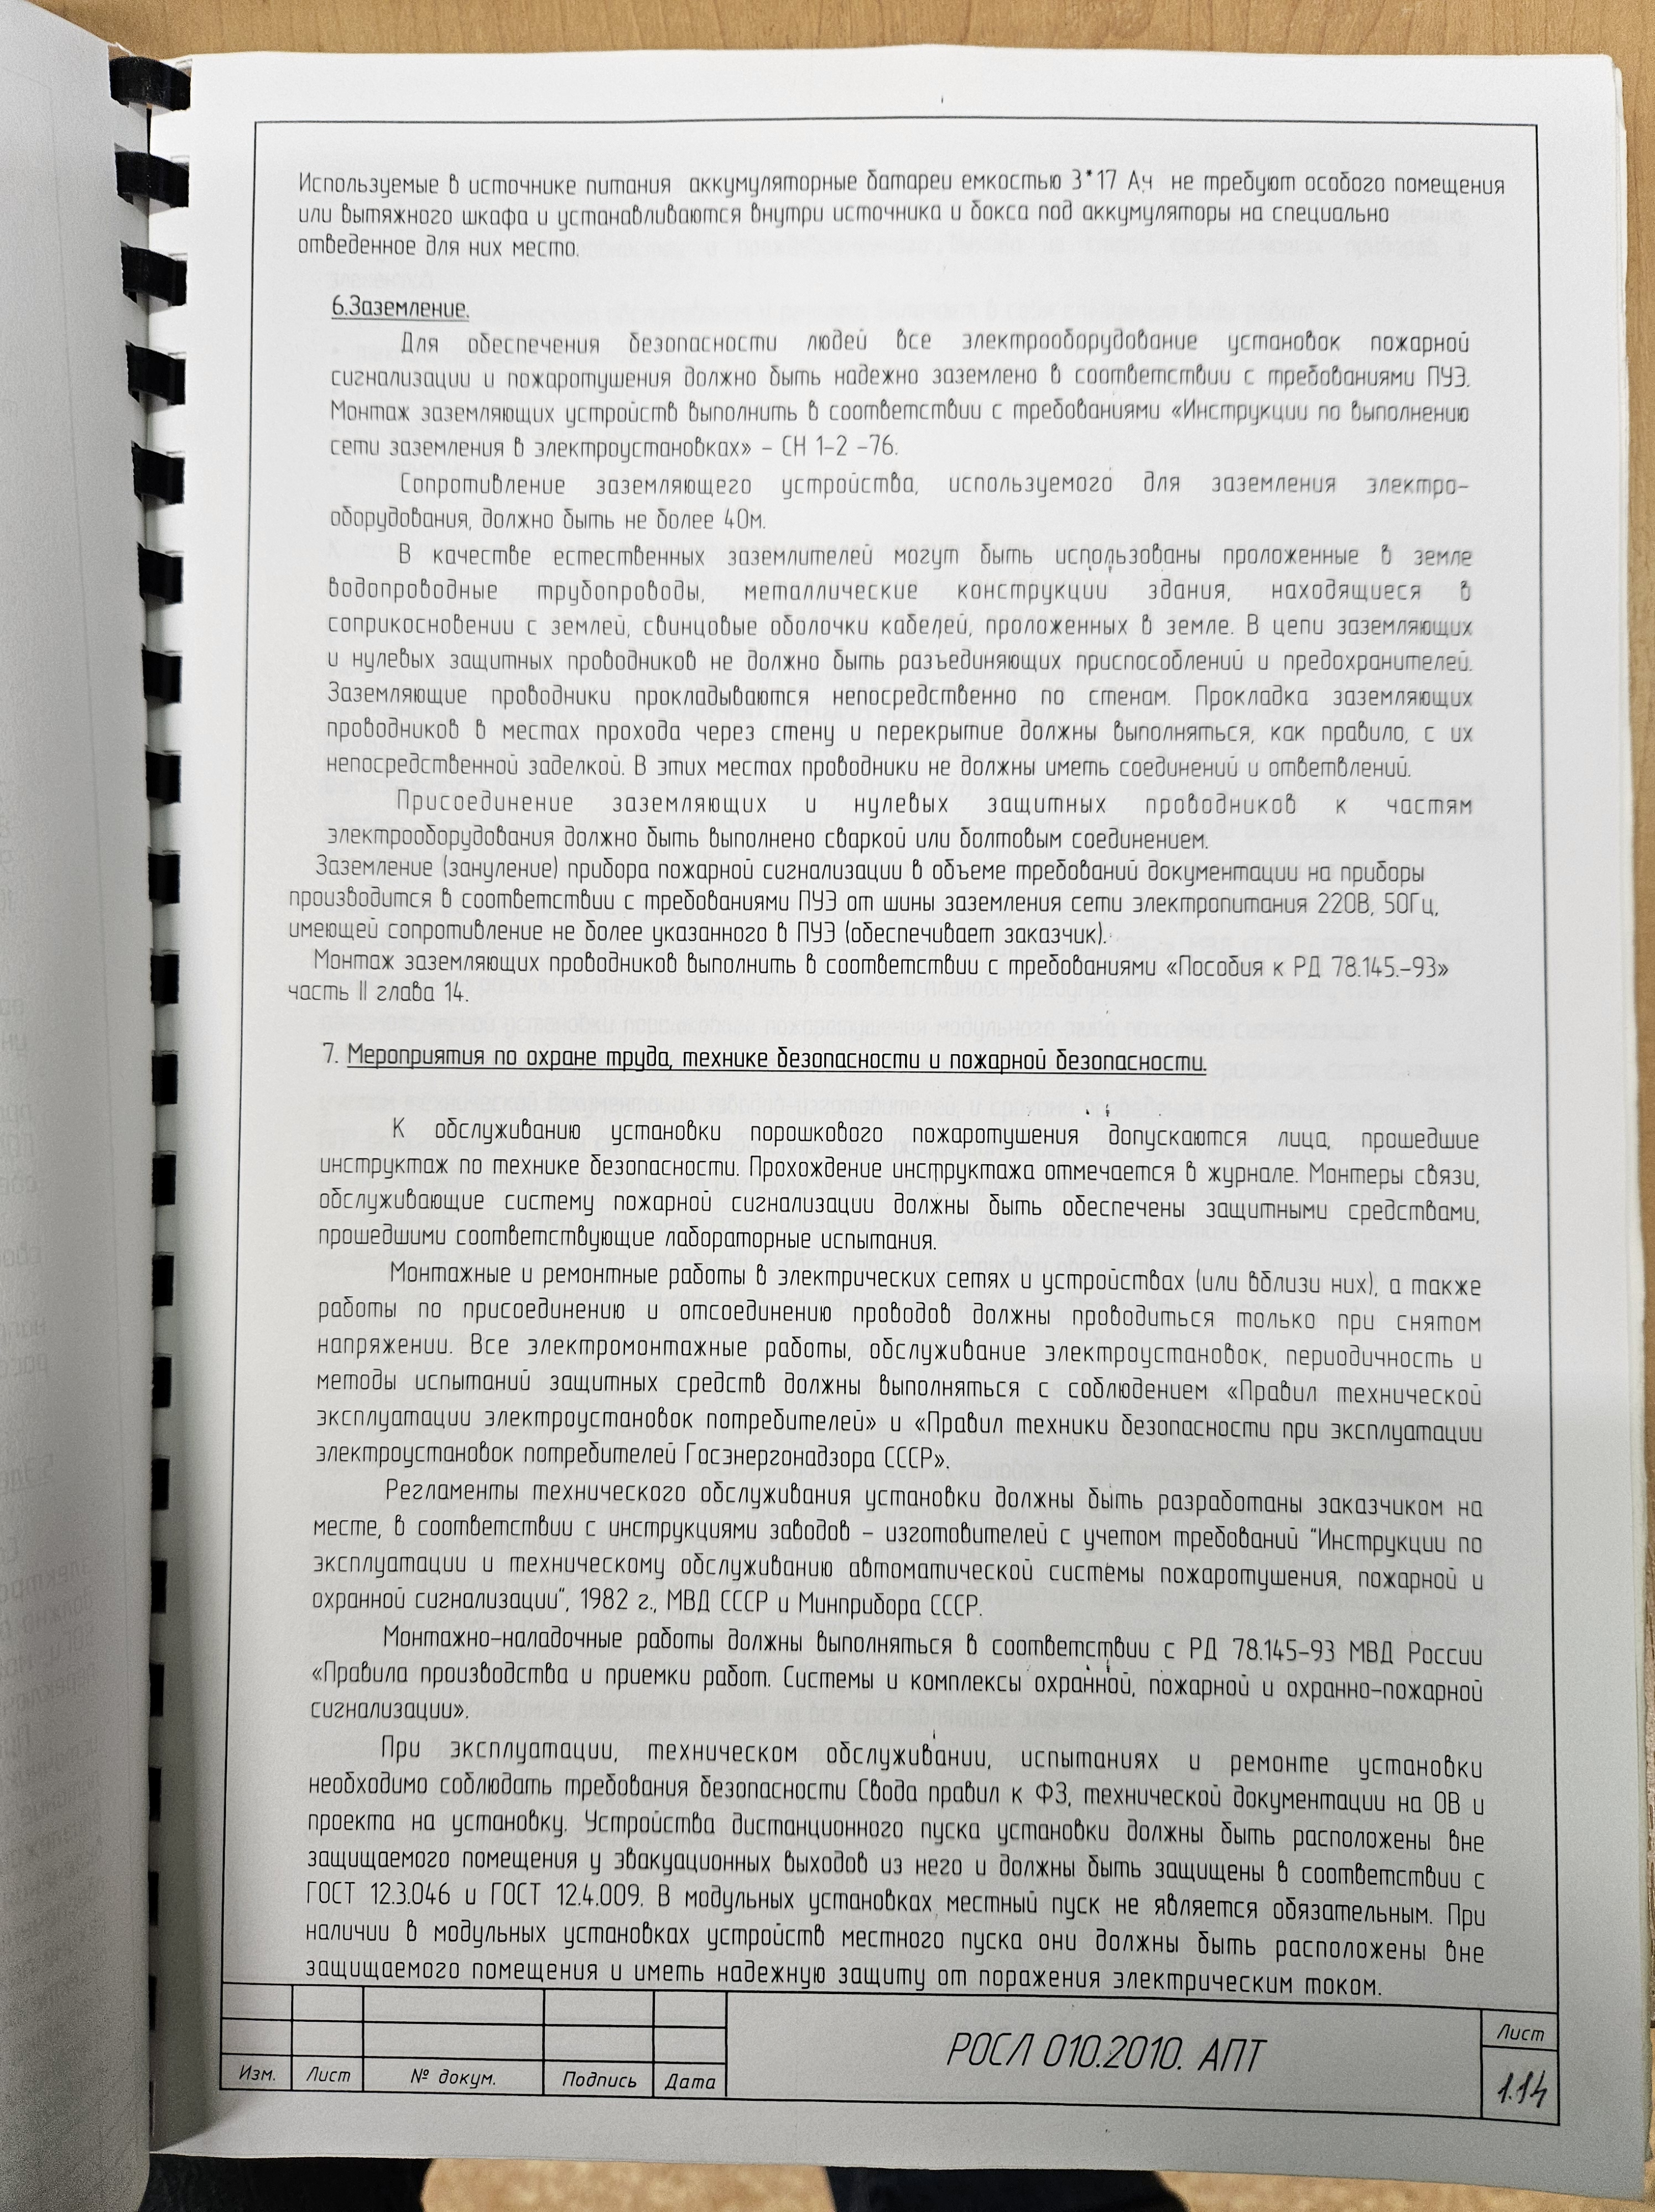 Используемые в источнике питания аккумуляторные батареи емкостью 3*17 Ач не требуют особого помещения
или вытяжного шкафа и устанавливаются внутри источника и бокса под аккумуляторы на специально
отведенное для них место.
6.Заземление.
Для обеспечения безопасности людей все электрооборудование установок пожарной
сигнализации и пожаротушения должно быть надежно заземлено в соответствии с требованиями ПУЭ.
Монтаж заземляющих устройств выполнить в соответствии с требованиями «Инструкции по выполнению
сети заземления в электроустановках» – СН 1-2 -76.
Сопротивление заземляющего устройства, используемого для заземления электро-
оборудования, должно быть не более 4Ом.
В качестве естественных заземлителей могут быть использованы проложенные в земле
водопроводные трубопроводы, металлические конструкции здания, находящиеся в
соприкосновении с землей, свинцовые оболочки кабелей, проложенных в земле. В цепи заземляющих
и нулевых защитных проводников не должно быть разъединяющих приспособлений и предохранителей.
Заземляющие проводники прокладываются непосредственно по стенам. Прокладка заземляющих
проводников в местах прохода через стену и перекрытие должны выполняться, как правило, с их
непосредственной заделкой. В этих местах проводники не должны иметь соединений и ответвлений.
Присоединение заземляющих и нулевых защитных проводников к частям
электрооборудования должно быть выполнено сваркой или болтовым соединением.
Заземление (зануление) прибора пожарной сигнализации в объеме требований документации на приборы
производится в соответствии с требованиями ПУЭ от шины заземления сети электропитания 220В, 50Гц,
имеющей сопротивление не более указанного в ПУЭ (обеспечивает заказчик).
Монтаж заземляющих проводников выполнить в соответствии с требованиями «Пособия к РД 78.145.-93»
часть II глава 14.
7. Мероприятия по охране труда, технике безопасности и пожарной безопасности.
К обслуживанию установки порошкового пожаротушения допускаются лица, прошедшие
инструктаж по технике безопасности. Прохождение инструктажа отмечается в журнале. Монтеры связи,
обслуживающие систему пожарной сигнализации должны быть обеспечены защитными средствами,
прошедшими соответствующие лабораторные испытания.
Монтажные и ремонтные работы в электрических сетях и устройствах (или вблизи них), а также
работы по присоединению и отсоединению проводов должны проводиться только при снятом
напряжении. Все электромонтажные работы, обслуживание электроустановок, периодичность и
методы испытаний защитных средств должны выполняться с соблюдением «Правил технической
эксплуатации электроустановок потребителей» и «Правил техники безопасности при эксплуатации
электроустановок потребителей Госэнергонадзора СССР».
Регламенты технического обслуживания установки должны быть разработаны заказчиком на
месте, в соответствии с инструкциями заводов – изготовителей с учетом требований "Инструкции по
эксплуатации и техническому обслуживанию автоматической системы пожаротушения, пожарной и
охранной сигнализации", 1982 г., МВД СССР и Минприбора СССР.
Монтажно-наладочные работы должны выполняться в соответствии с РД 78.145-93 МВД России
«Правила производства и приемки работ. Системы и комплексы охранной, пожарной и охранно-пожарной
сигнализации».
При эксплуатации, техническом обслуживании, испытаниях и ремонте установки
необходимо соблюдать требования безопасности Свода правил к ФЗ, технической документации на ОВ и
проекта на установку. Устройства дистанционного пуска установки должны быть расположены вне
защищаемого помещения у эвакуационных выходов из него и должны быть защищены в соответствии с
ГОСТ 12.3.046 и ГОСТ 12.4.009. В модульных установках местный пуск не является обязательным. При
наличии в модульных установках устройств местного пуска они должны быть расположены вне
защищаемого помещения и иметь надежную защиту от поражения электрическим током.
Изм. Лист № докум. Подпись Дата
РОСЛ 010.2010. АПТ
Лист
1.14